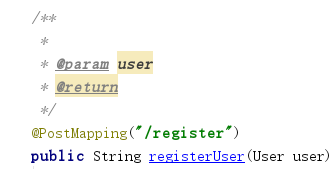 /**
*
* @param user
* @return
*/
@PostMapping("/register")
public String registerUser(User user)